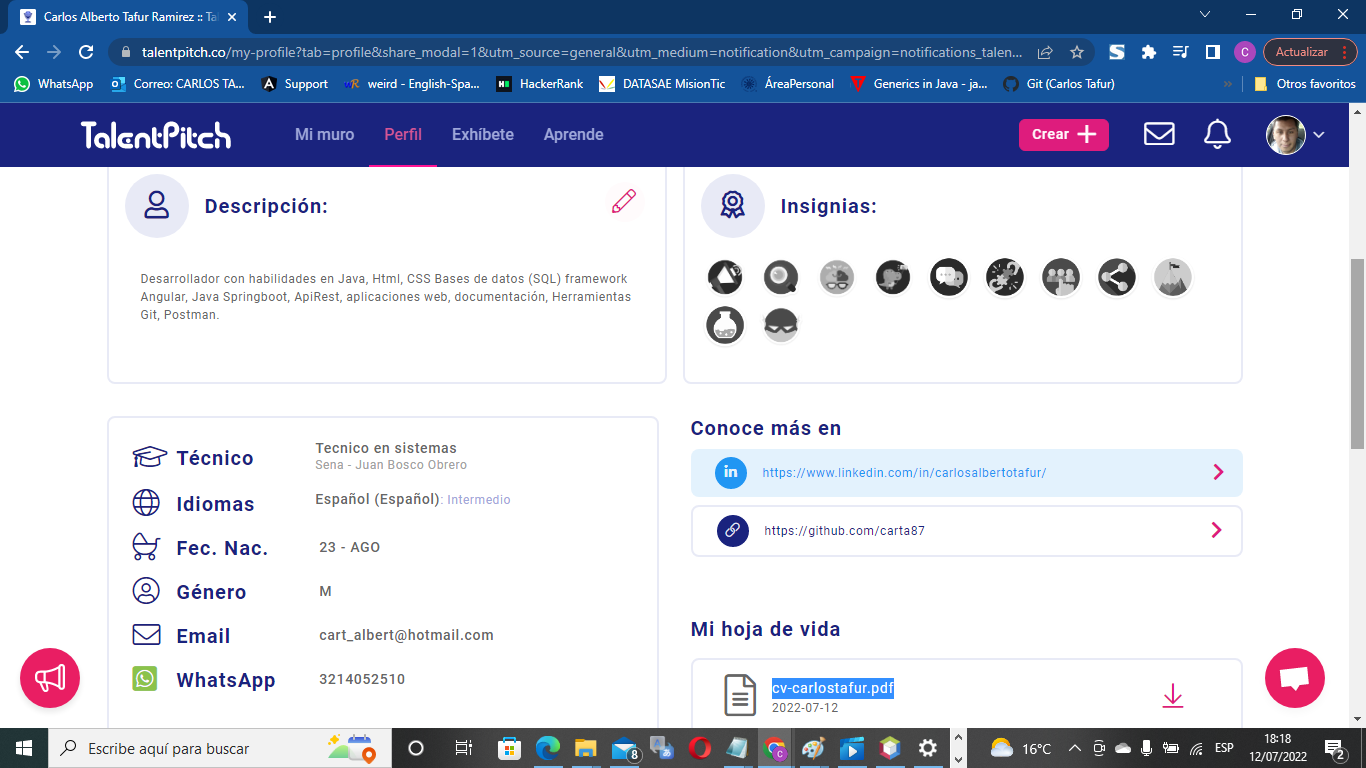 Carlos Alberto Tafur Ramirez :: Tal
talentpitch.co/my-profile?tab=profile&share_modal=1&utm_source=general&utm_medium=notification&utm_campaign=notifications_talen...
C
Actualizar
WhatsApp
Correo: CARLOS TA...
Support
weird - English-Spa...
HackerRank
DATASAE MisionTic
ÁreaPersonal
Generics in Java - ja...
Git (Carlos Tafur)
»
Otros favoritos
TalentPitch
Mi muro
Perfil
Exhíbete
Aprende
Crear
Descripción:
Desarrollador con habilidades en Java, Html, CSS Bases de datos (SQL) framework
Angular, Java Springboot, ApiRest, aplicaciones web, documentación, Herramientas
Git, Postman.
Insignias:
Técnico
Tecnico en sistemas
Sena - Juan Bosco Obrero
Idiomas
Español (Español): Intermedio
Fec. Nac.
23 - AGO
Género
M
Email
cart_albert@hotmail.com
WhatsApp
3214052510
Conoce más en
in
https://www.linkedin.com/in/carlosalbertotafur/
https://github.com/carta87
Mi hoja de vida
cv-carlostafur.pdf
2022-07-12
Escribe aquí para buscar
8
16°C
ESP
18:18
12/07/2022
2